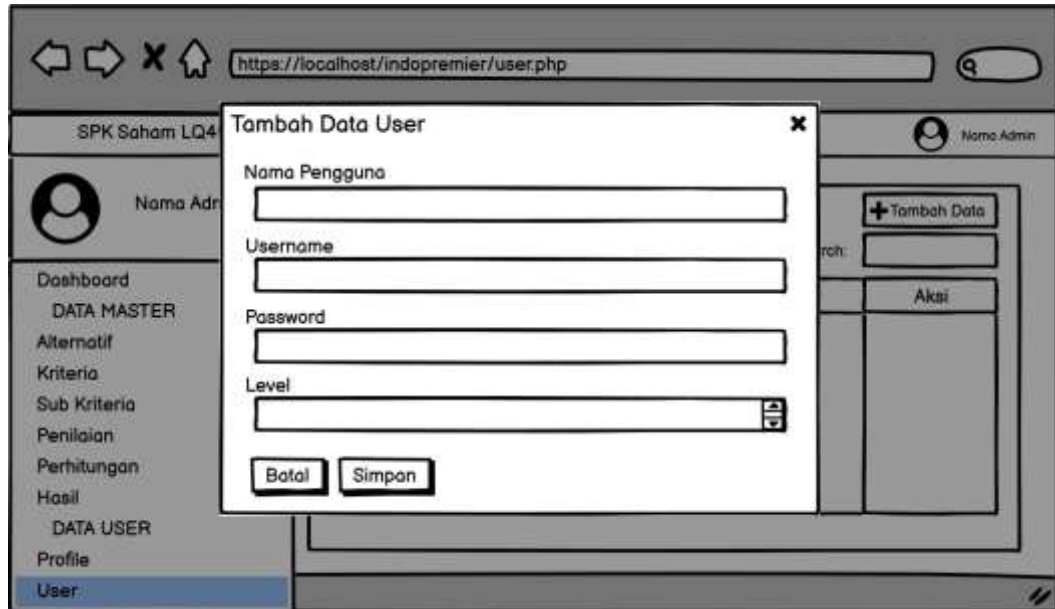 https://localhost/indopremier/user.php
SPK Saham LQ4
Nama Admin
Tambah Data User
Nama Adr
Nama Pengguna
Username
Password
Level
Batal
Simpan
Tambah Data
rch:
Aksi
Dashboard
DATA MASTER
Alternatif
Kriteria
Sub Kriteria
Penilaian
Perhitungan
Hasil
DATA USER
Profile
User